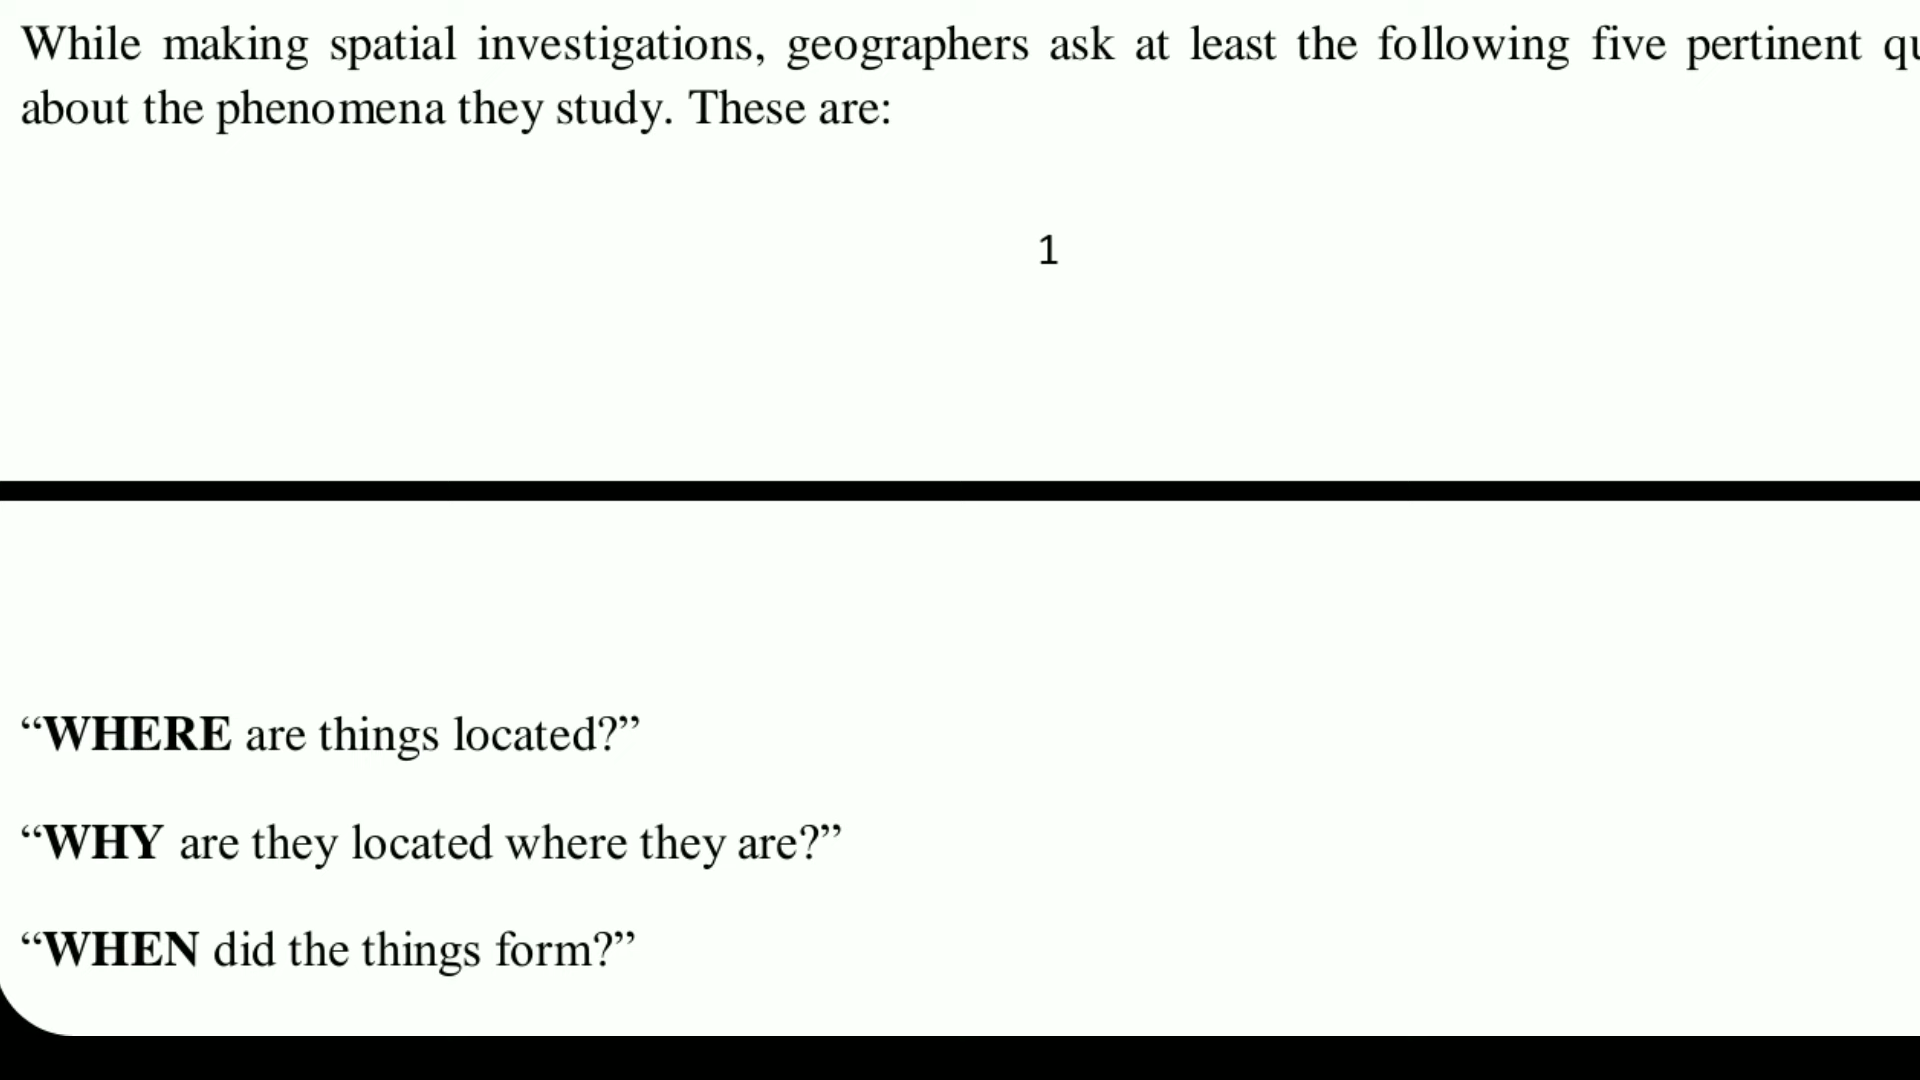 While making spatial investigations, geographers ask at least the following five pertinent
about the phenomena they study. These are:
1
“WHERE are things located?”
“WHY are they located where they are?”
“WHEN did the things form?”